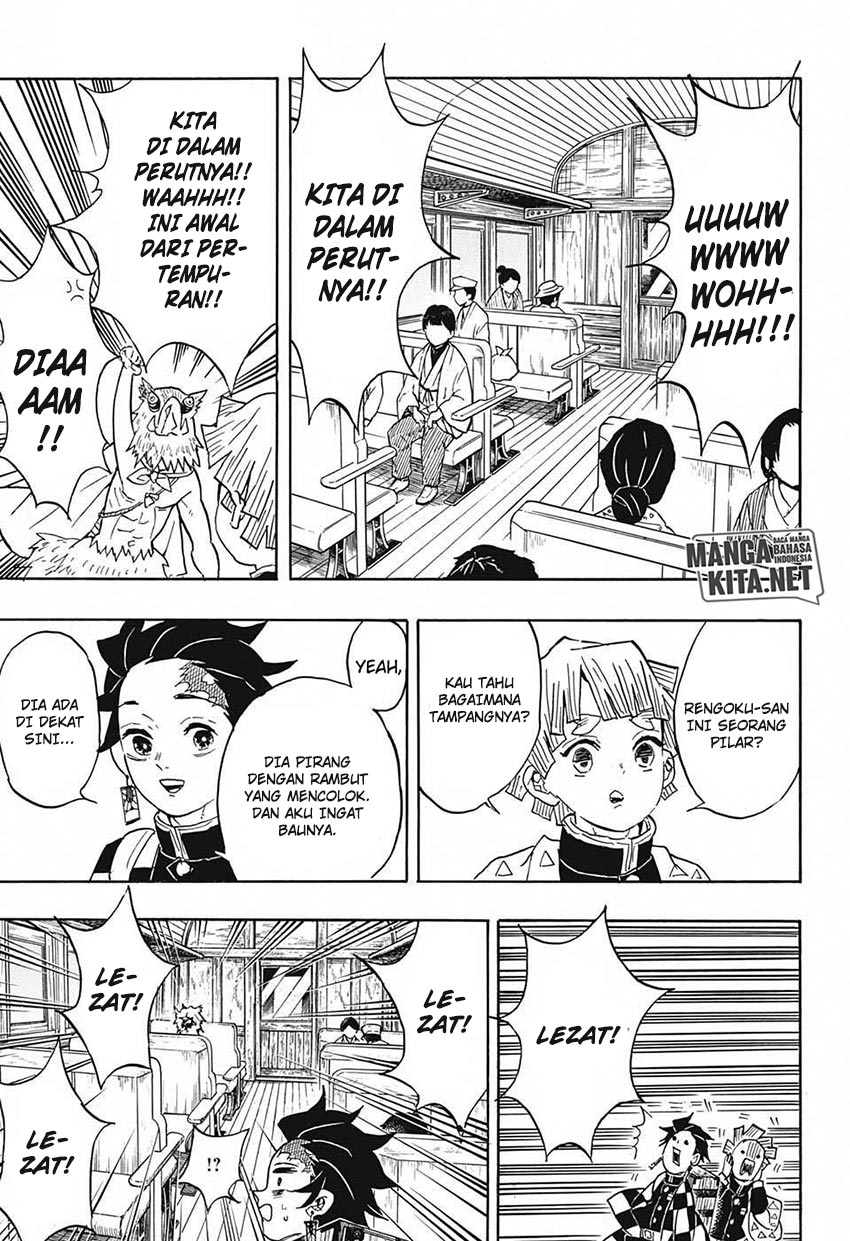 UUUUW
WWWW
WOHH-
HHH!!!
KITA DI
DALAM
PERUT-
NYA!!
KITA
DI DALAM
PERUTNYA!!
WAAHHH!!
INI AWAL
DARI PER-
TEMPU-
RAN!!
DIAA
AAM
!!
MANGA
KITA.NET
BACA MANGA
BAHASA
INDONESIA
RENGOKU-SAN
INI SEORANG
PILAR?
KAU TAHU
BAGAIMANA
TAMPANGNYA?
YEAH,
DIA PIRANG
DENGAN RAMBUT
YANG MENCOLOK.
DAN AKU INGAT
BAUNYA.
DIA ADA
DI DEKAT
SINI...
LEZAT!
LE-
ZAT!
LE-
ZAT!
LE-
ZAT!
!?